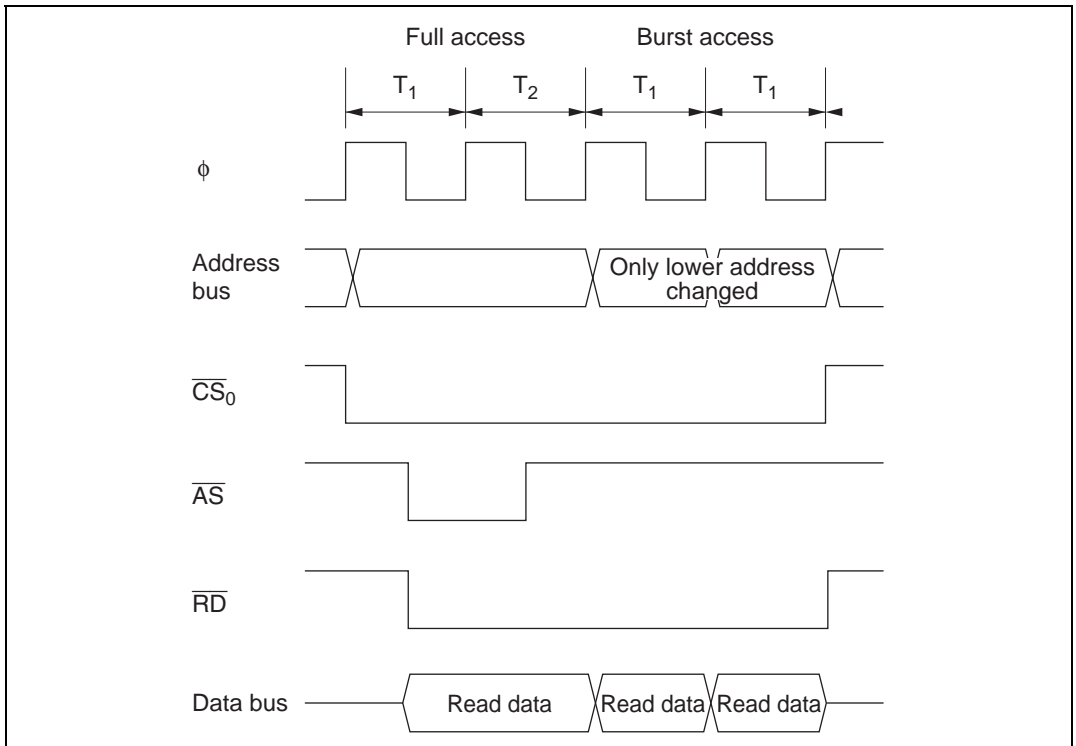 Full access Burst access
T1 T2 T1 T1
ϕ
Address
bus
Only lower address
changed
CS0
AS
RD
Data bus
Read data Read data Read data